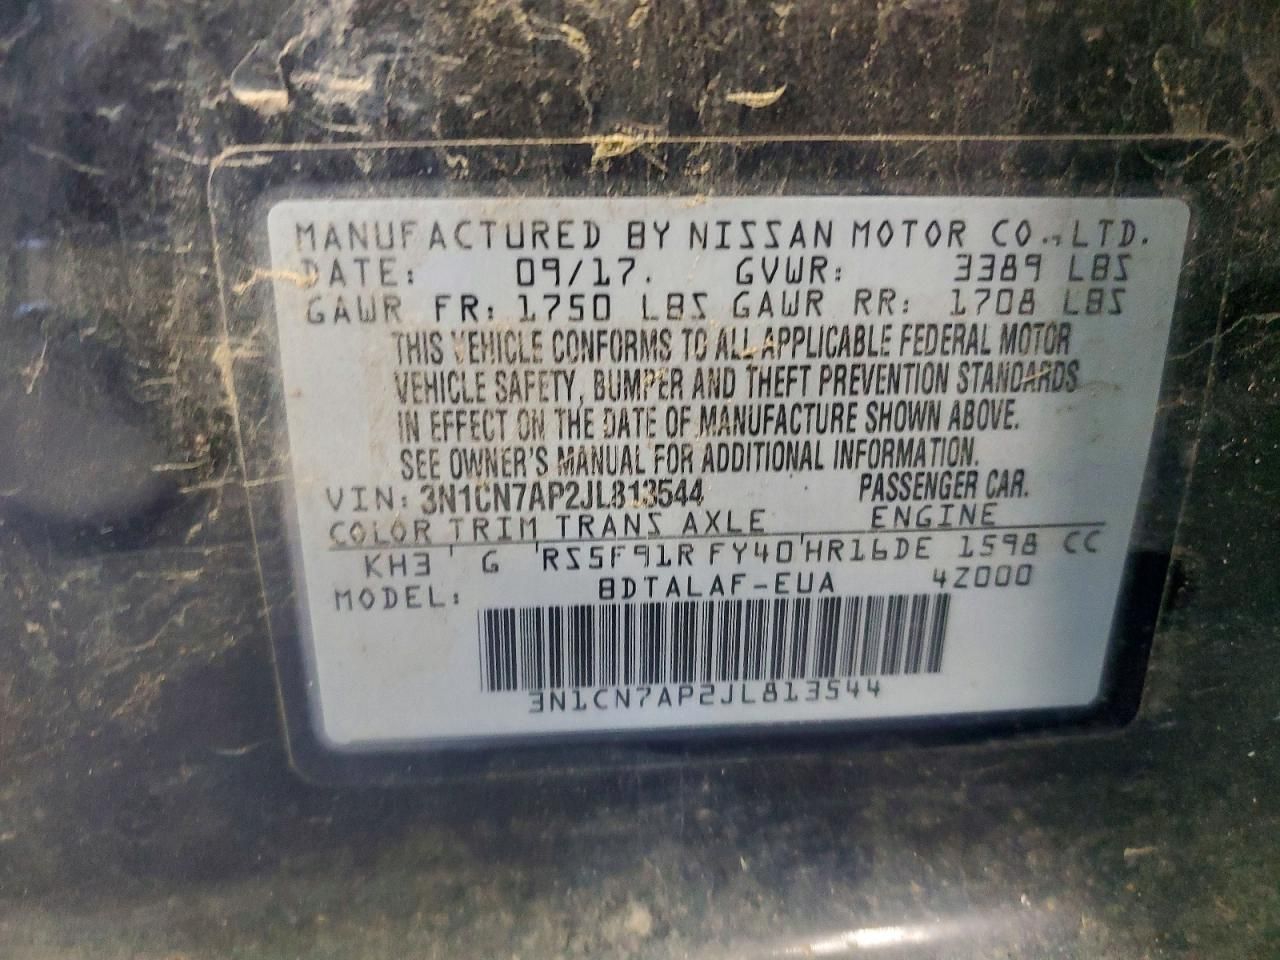 MANUFACTURED BY NISSAN MOTOR CO., LTD.
DATE: 09/17. GVWR: 3389 LBS
GAWR FR: 1750 LBS GAWR RR: 1708 LBS
THIS VEHICLE CONFORMS TO ALL APPLICABLE FEDERAL MOTOR
VEHICLE SAFETY, BUMPER AND THEFT PREVENTION STANDARDS
IN EFFECT ON THE DATE OF MANUFACTURE SHOWN ABOVE.
SEE OWNER'S MANUAL FOR ADDITIONAL INFORMATION.
VIN: 3N1CN7AP2JL813544 PASSENGER CAR.
COLOR TRIM TRANS AXLE ENGINE
KH3 ' G 'RS5F91R FY40'HR16DE 1598 CC
MODEL: BDTALAF-EUA 4Z000
3N1CN7AP2JL813544